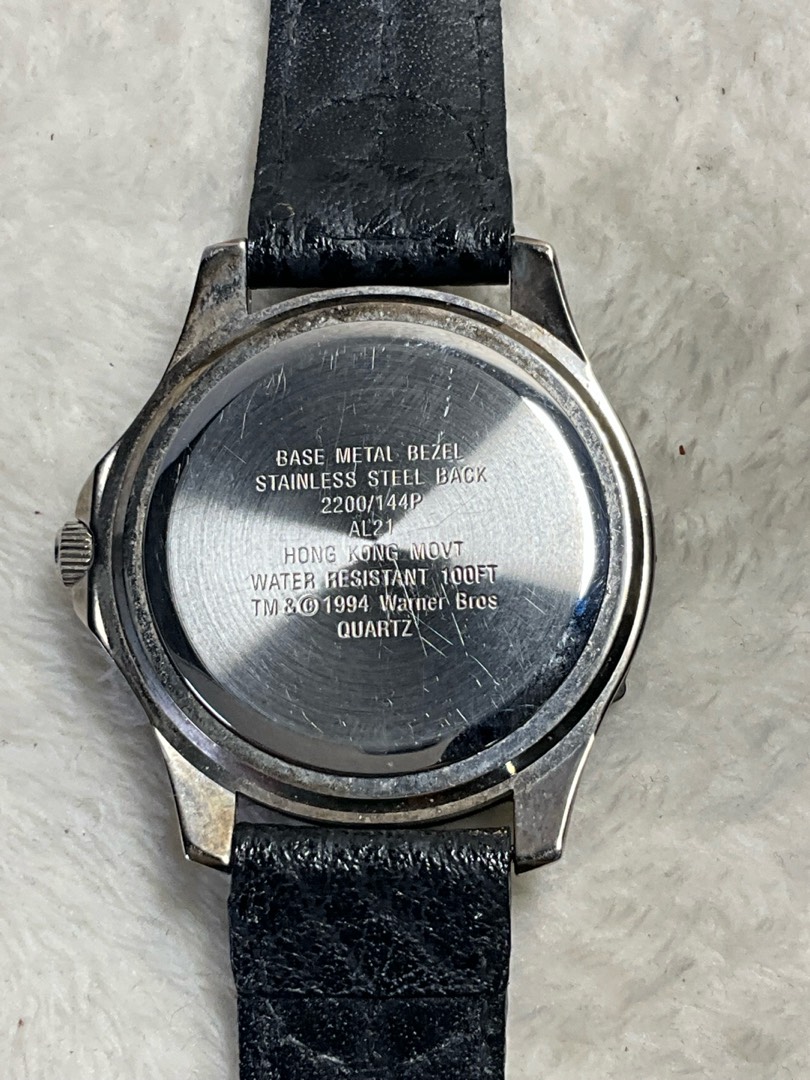 BASE METAL BEZEL
STAINLESS STEEL BACK
2200/144P
AL21
HONG KONG MOVT
WATER RESISTANT 100FT
TM & © 1994 Warner Bros
QUARTZ